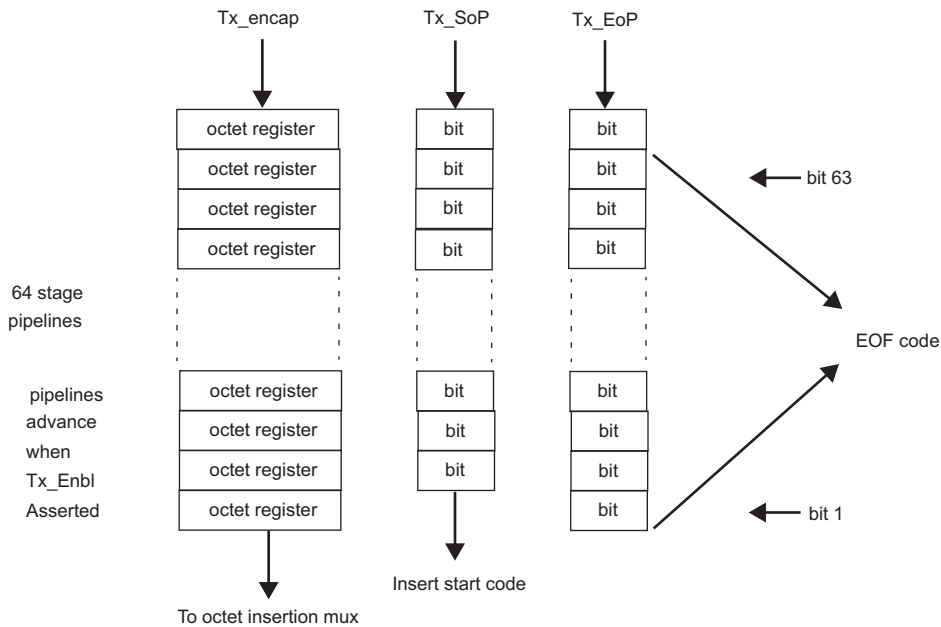 Tx_encap Tx_SoP Tx_EoP
octet register bit bit
octet register bit bit
bit 63
octet register bit bit
octet register bit bit
64 stage
pipelines
EOF code
pipelines octet register bit bit
advance octet register bit bit
when octet register bit bit
Tx_Enbl
Asserted octet register bit bit 1
Insert start code
To octet insertion mux